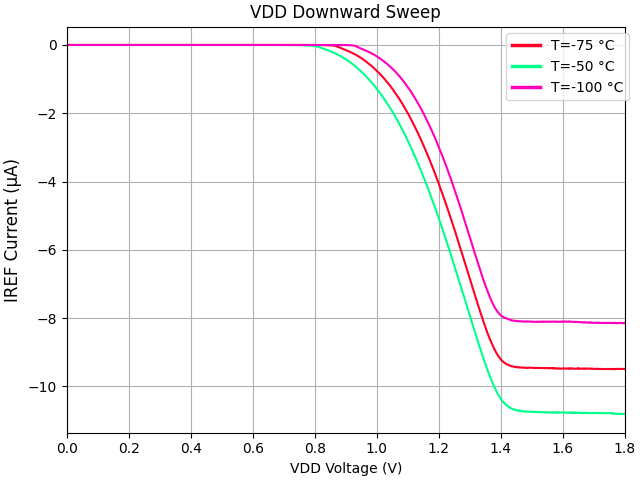 VDD Downward Sweep
IREF Current (μA)
0
−2
−4
−6
−8
−10
T=-75 °C
T=-50 °C
T=-100 °C
0.0 0.2 0.4 0.6 0.8 1.0 1.2 1.4 1.6 1.8
VDD Voltage (V)